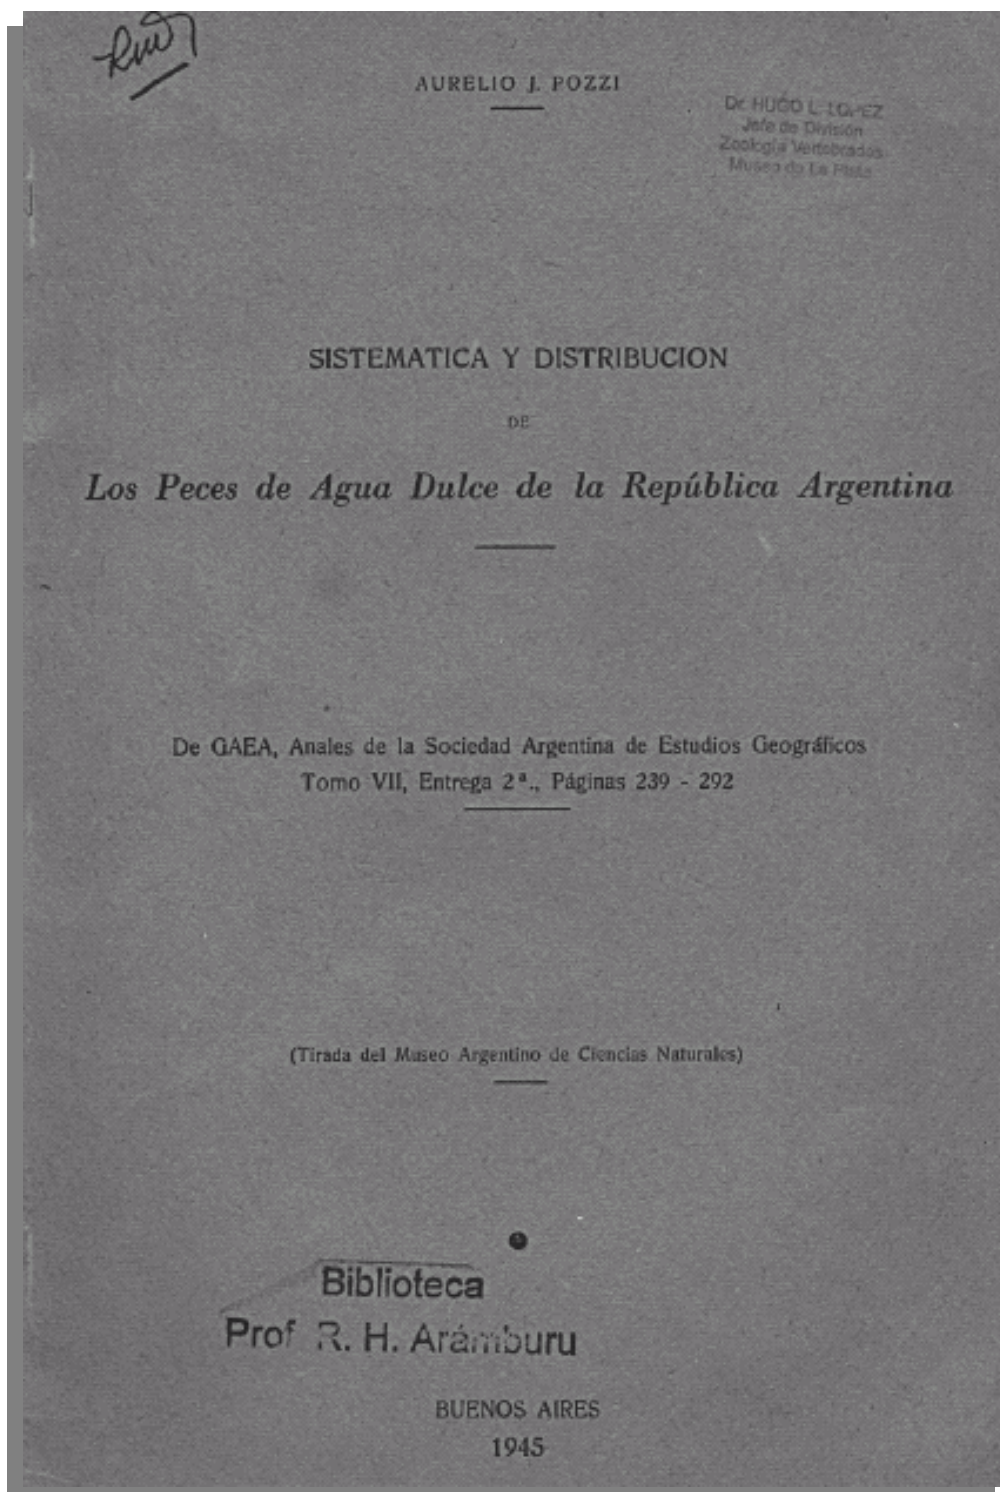 AURELIO J. POZZI
Dr. HUGO L. LOPEZ
Jefe de División
Zoología Vertebrados
Museo de La Plata
SISTEMATICA Y DISTRIBUCION
DE
Los Peces de Agua Dulce de la República Argentina
De GAEA, Anales de la Sociedad Argentina de Estudios Geográficos
Tomo VII, Entrega 2ª., Páginas 239 - 292
(Tirada del Museo Argentino de Ciencias Naturales)
Biblioteca
Prof R. H. Arámburu
BUENOS AIRES
1945